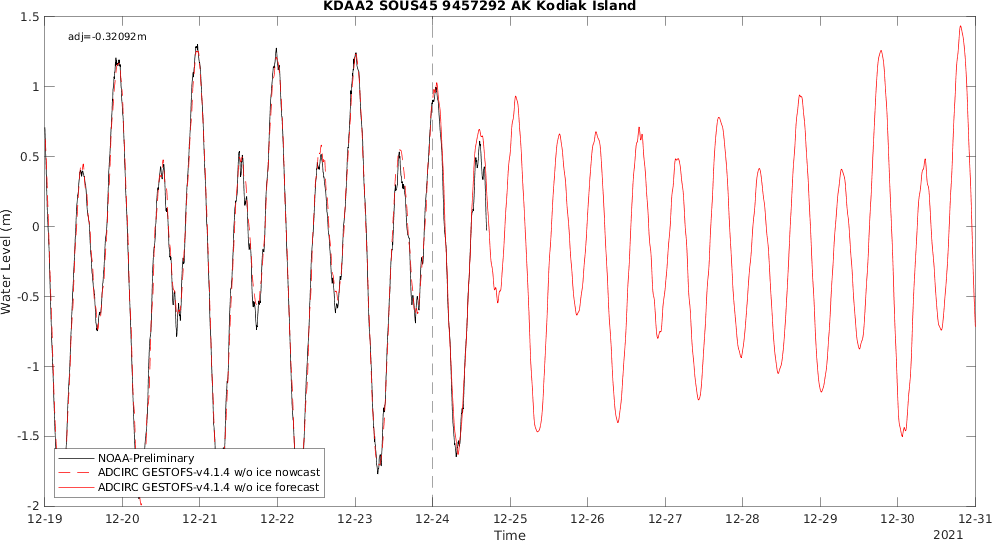 KDAA2 SOUS45 9457292 AK Kodiak Island
adj=-0.32092m
1.5
1
0.5
0
-0.5
-1
-1.5
-2
Water Level (m)
NOAA-Preliminary
ADCIRC GESTOFS-v4.1.4 w/o ice nowcast
ADCIRC GESTOFS-v4.1.4 w/o ice forecast
12-19 12-20 12-21 12-22 12-23 12-24 12-25 12-26 12-27 12-28 12-29 12-30 12-31
Time
2021